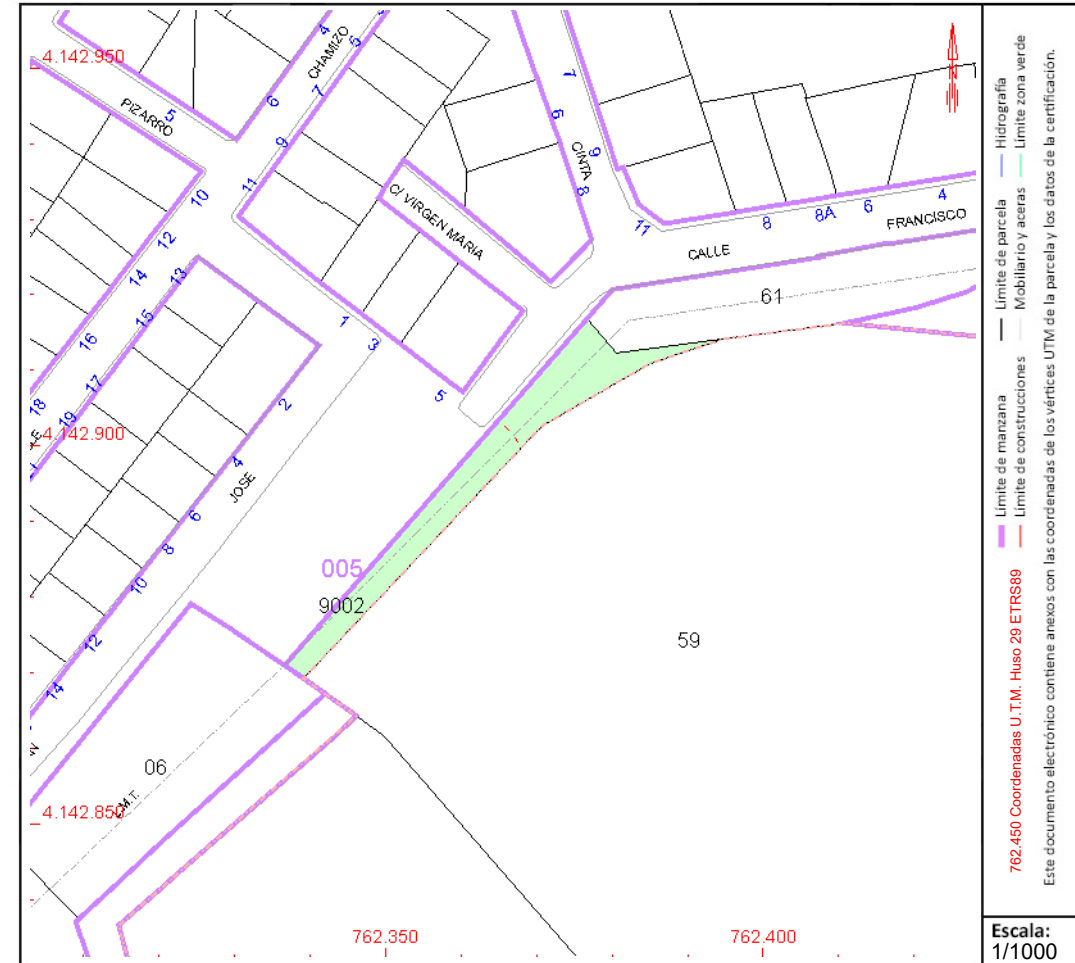 4.142.950
PIZARRO
5
CHAMIZO
4
6
5
7
9
11
10
12
14
16
18
13
15
17
19
C/ VIRGEN MARIA
1
3
5
CINTA
7
9
11
6
8
CALLE
FRANCISCO
8
8A
6
4
61
4.142.900
JOSE
2
4
6
8
10
12
14
005
9002
59
06
L.M.T.
4.142.850
762.350
762.400
762.450 Coordenadas U.T.M. Huso 29 ETRS89
Límite de manzana
Límite de construcciones
Límite de parcela
Mobiliario y aceras
Hidrografía
Límite zona verde
Este documento electrónico contiene anexos con las coordenadas de los vértices UTM de la parcela y los datos de la certificación.
Escala:
1/1000